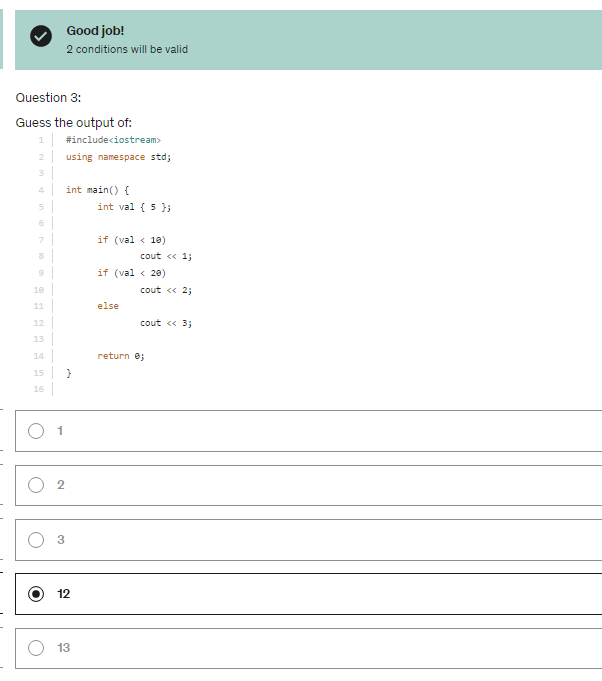 Good job!
2 conditions will be valid
Question 3:
Guess the output of:
1 #include<iostream>
2 using namespace std;
3
4 int main() {
5 int val { 5 };
6
7 if (val < 10)
8 cout << 1;
9 if (val < 20)
10 cout << 2;
11 else
12 cout << 3;
13
14 return 0;
15 }
16
1
2
3
12
13